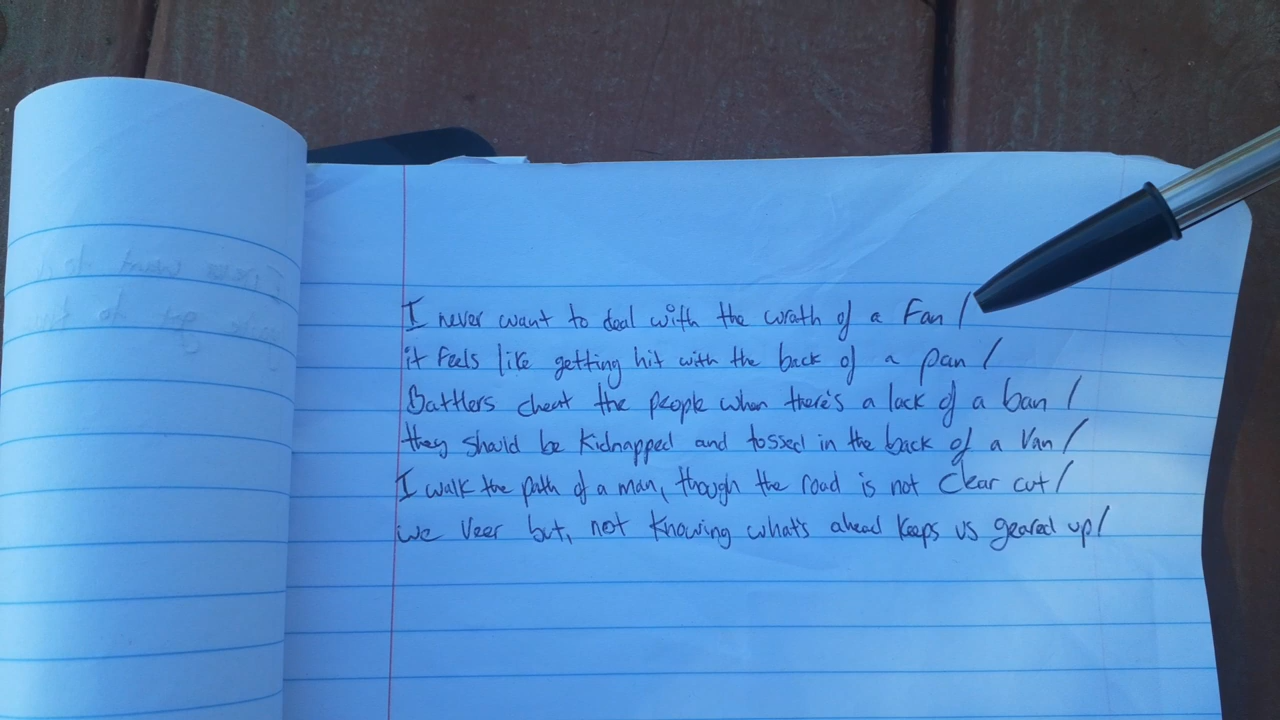 I never want to deal with the wrath of a Fan /
it feels like getting hit with the back of a pan /
Battlers cheat the people when there's a lack of a ban /
they should be kidnapped and tossed in the back of a Van /
I walk the path of a man, though the road is not clear cut /
we veer but, not knowing what's ahead keeps us geared up /